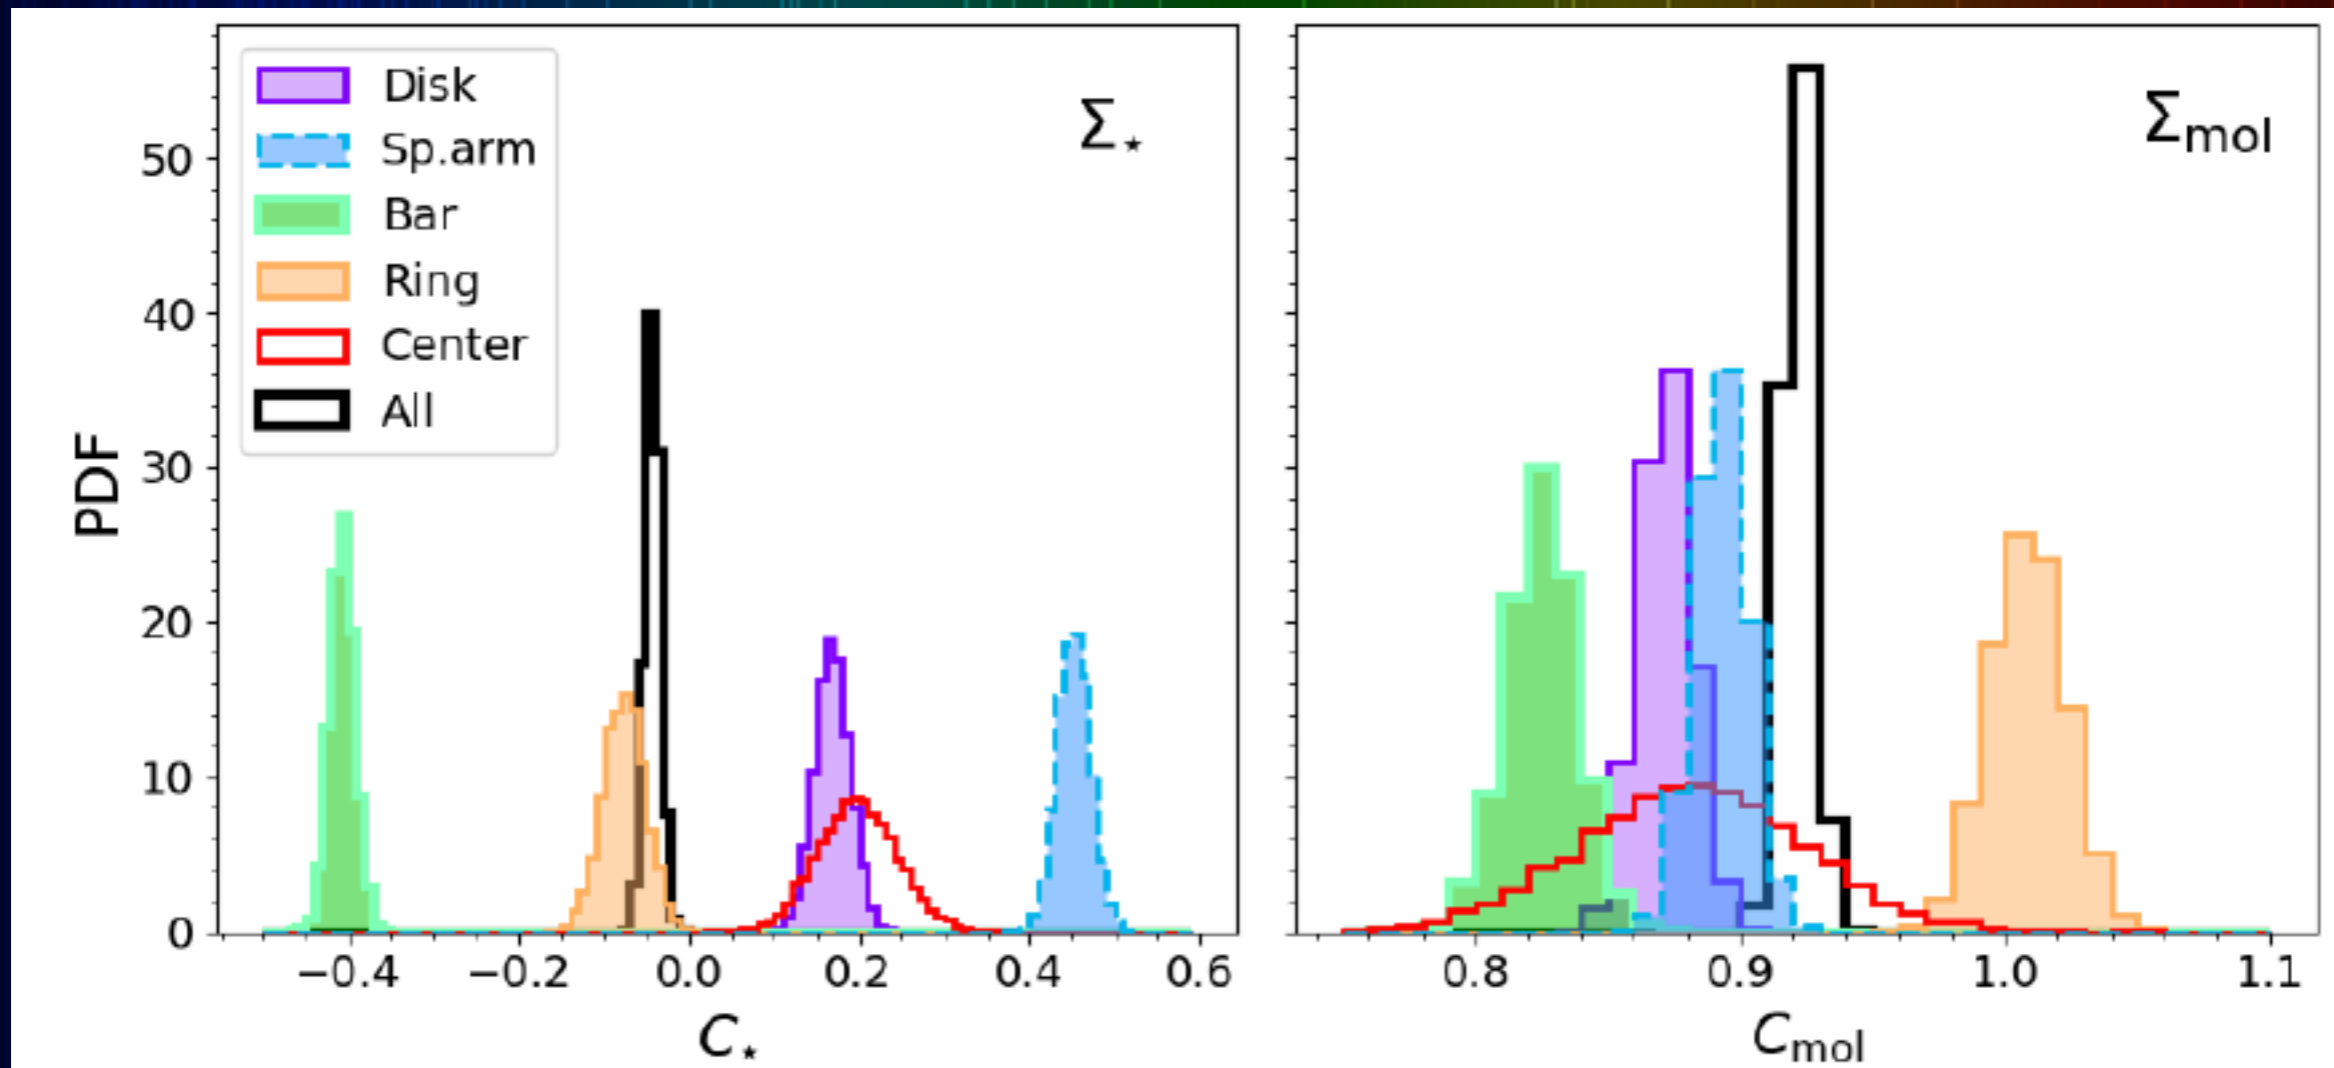 Disk
Sp.arm
Bar
Ring
Center
All
Σ⋆
Σmol
PDF
50
40
30
20
10
0
−0.4 −0.2 0.0 0.2 0.4 0.6
0.8 0.9 1.0 1.1
C⋆
Cmol